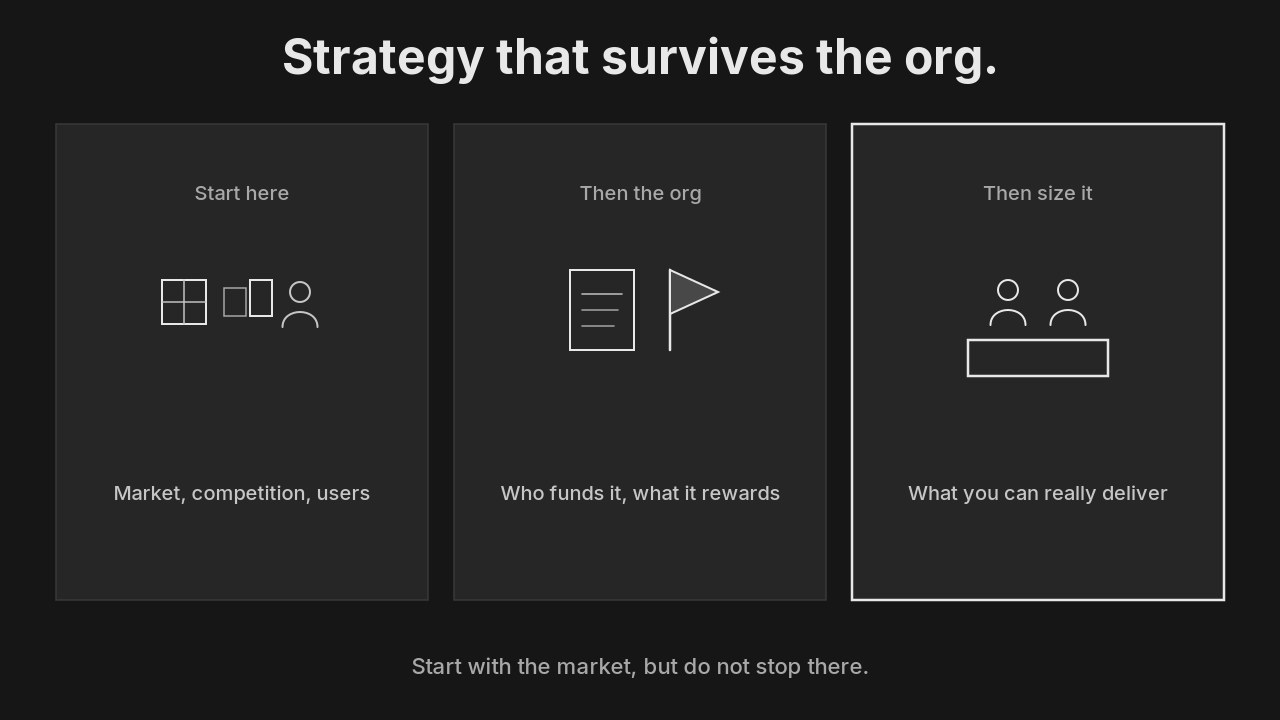 Strategy that survives the org.
Start here
Market, competition, users
Then the org
Who funds it, what it rewards
Then size it
What you can really deliver
Start with the market, but do not stop there.